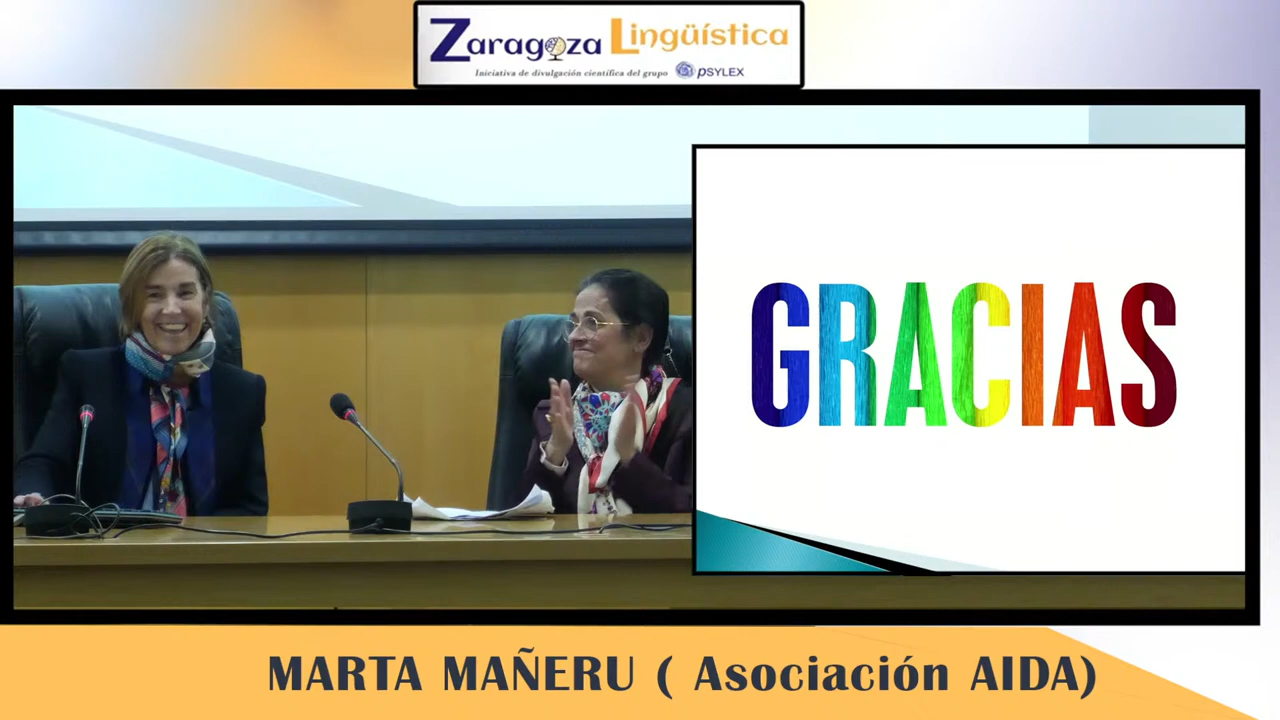 Zaragoza Lingüística
Iniciativa de divulgación científica del grupo pSYLEX
GRACIAS
MARTA MAÑERU ( Asociación AIDA)